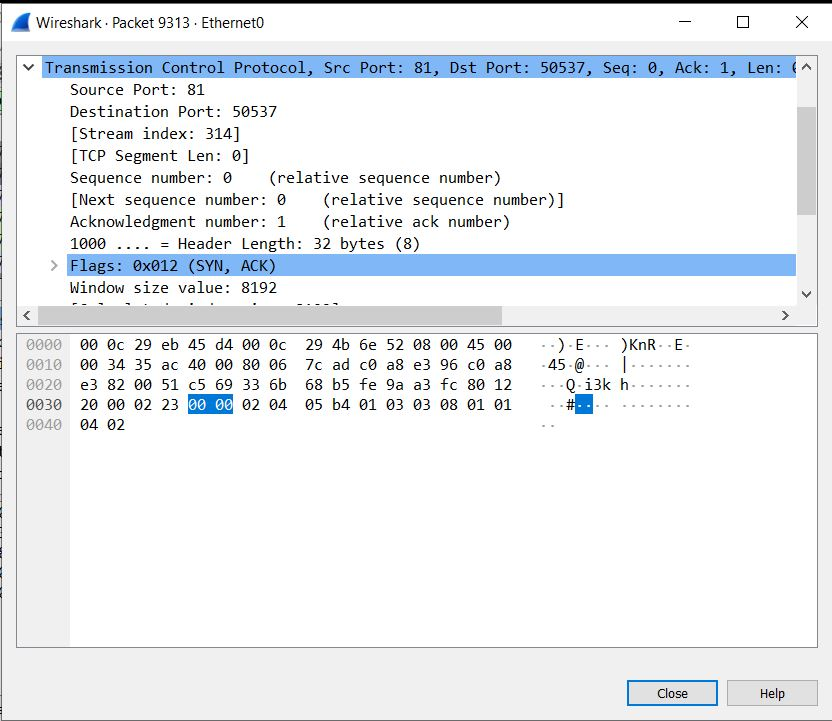 Wireshark · Packet 9313 · Ethernet0
Transmission Control Protocol, Src Port: 81, Dst Port: 50537, Seq: 0, Ack: 1, Len: 0
Source Port: 81
Destination Port: 50537
[Stream index: 314]
[TCP Segment Len: 0]
Sequence number: 0    (relative sequence number)
[Next sequence number: 0    (relative sequence number)]
Acknowledgment number: 1    (relative ack number)
1000 .... = Header Length: 32 bytes (8)
Flags: 0x012 (SYN, ACK)
Window size value: 8192
0000  00 0c 29 eb 45 d4 00 0c  29 4b 6e 52 08 00 45 00   ··)·E··· )KnR··E·
0010  00 34 35 ac 40 00 80 06  7c ad c0 a8 e3 96 c0 a8   ·45·@··· |·······
0020  e3 82 00 51 c5 69 33 6b  68 b5 fe 9a a3 fc 80 12   ···Q·i3k h·······
0030  20 00 02 23 00 00 02 04  05 b4 01 03 03 08 01 01   ··#···· ········
0040  04 02   ··
Close
Help